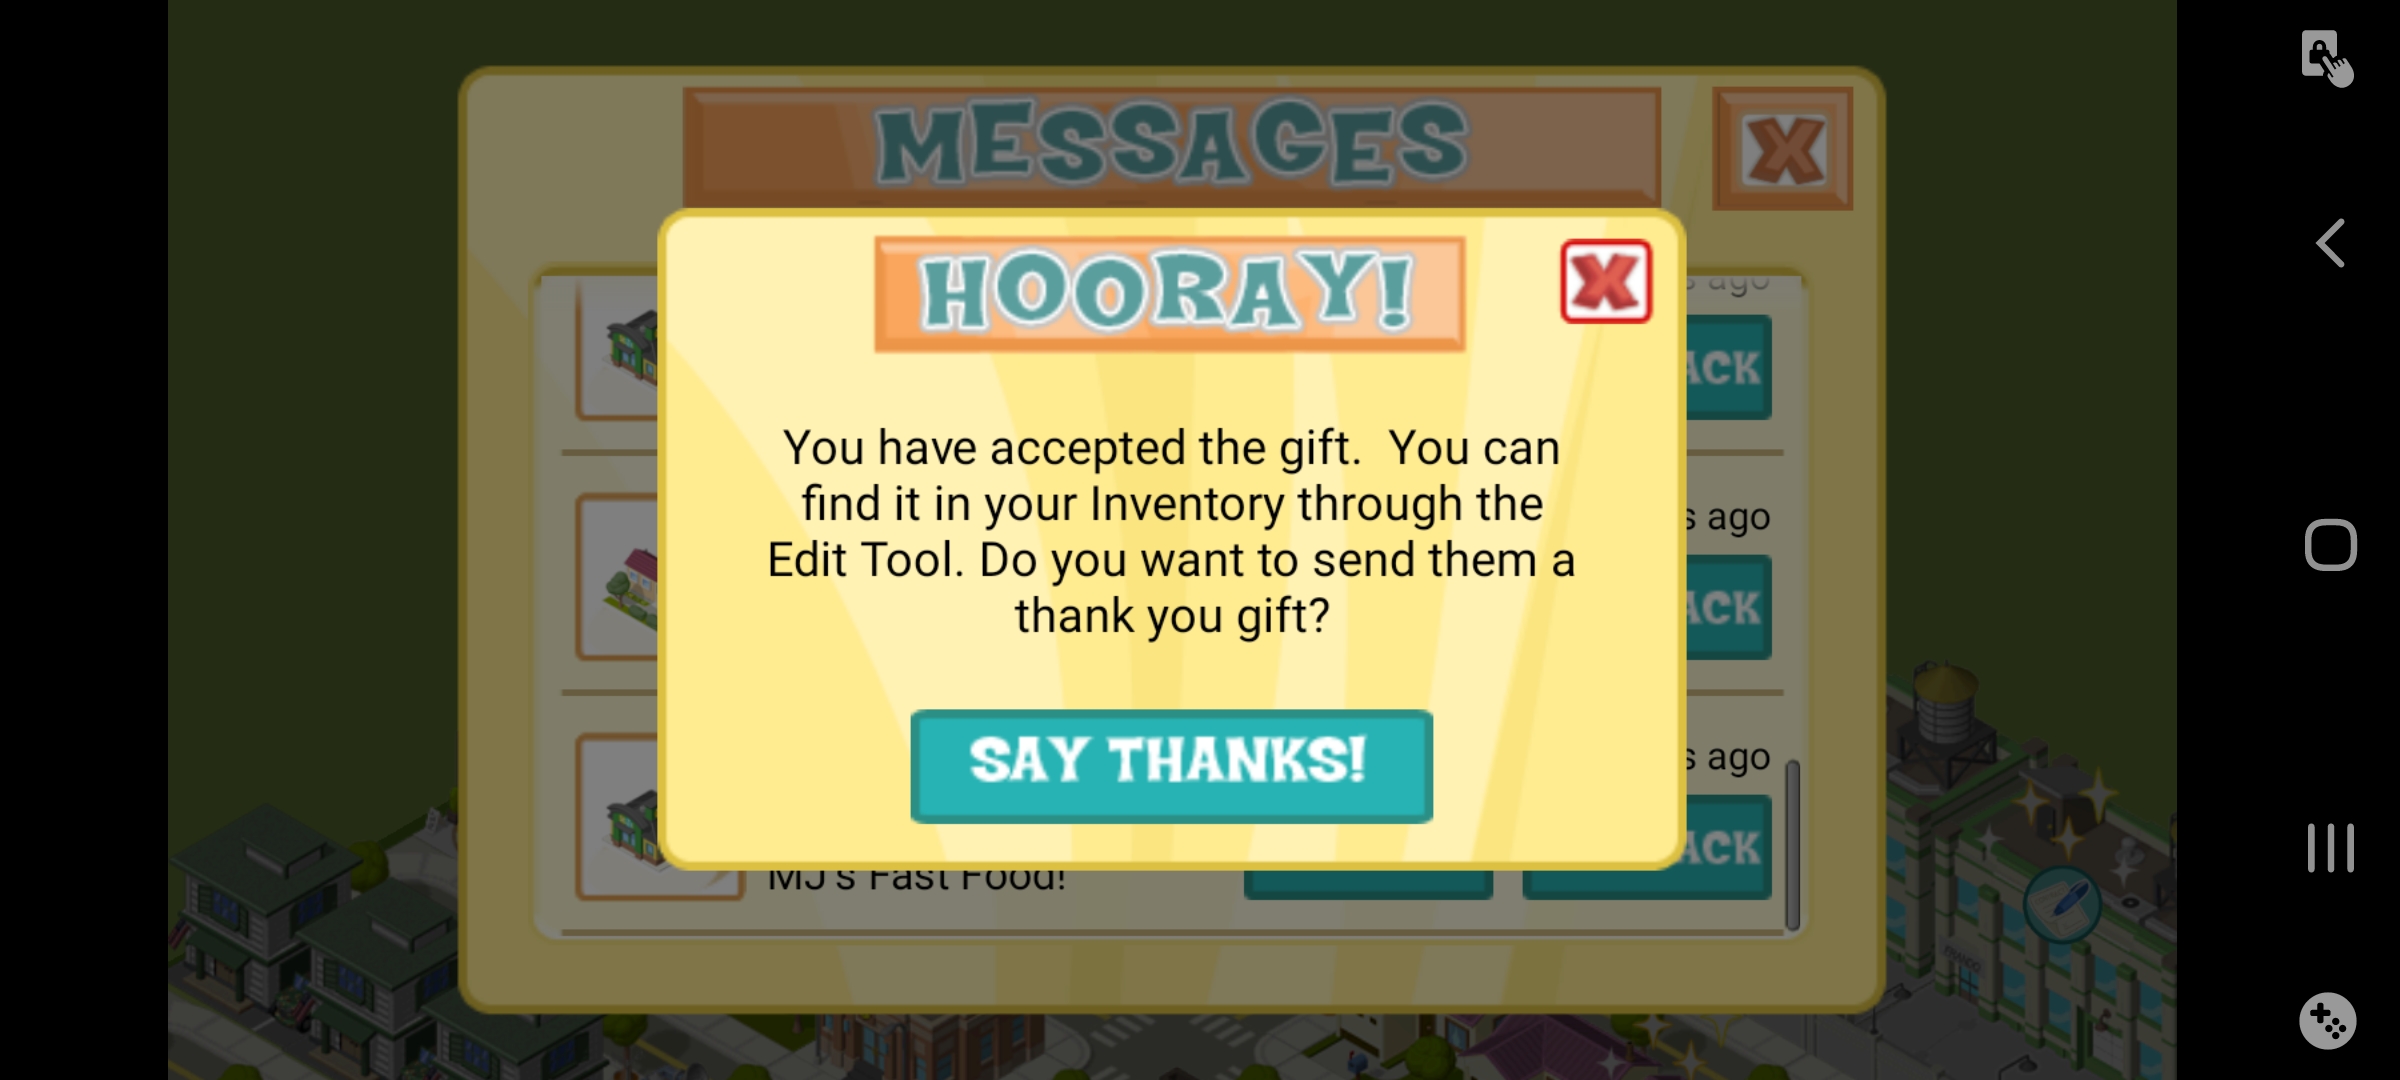 MESSAGES
X
HOORAY!
X
s ago
ACK
You have accepted the gift.  You can
find it in your Inventory through the
Edit Tool. Do you want to send them a
thank you gift?
s ago
ACK
SAY THANKS!
s ago
ACK
MJ's Fast Food!